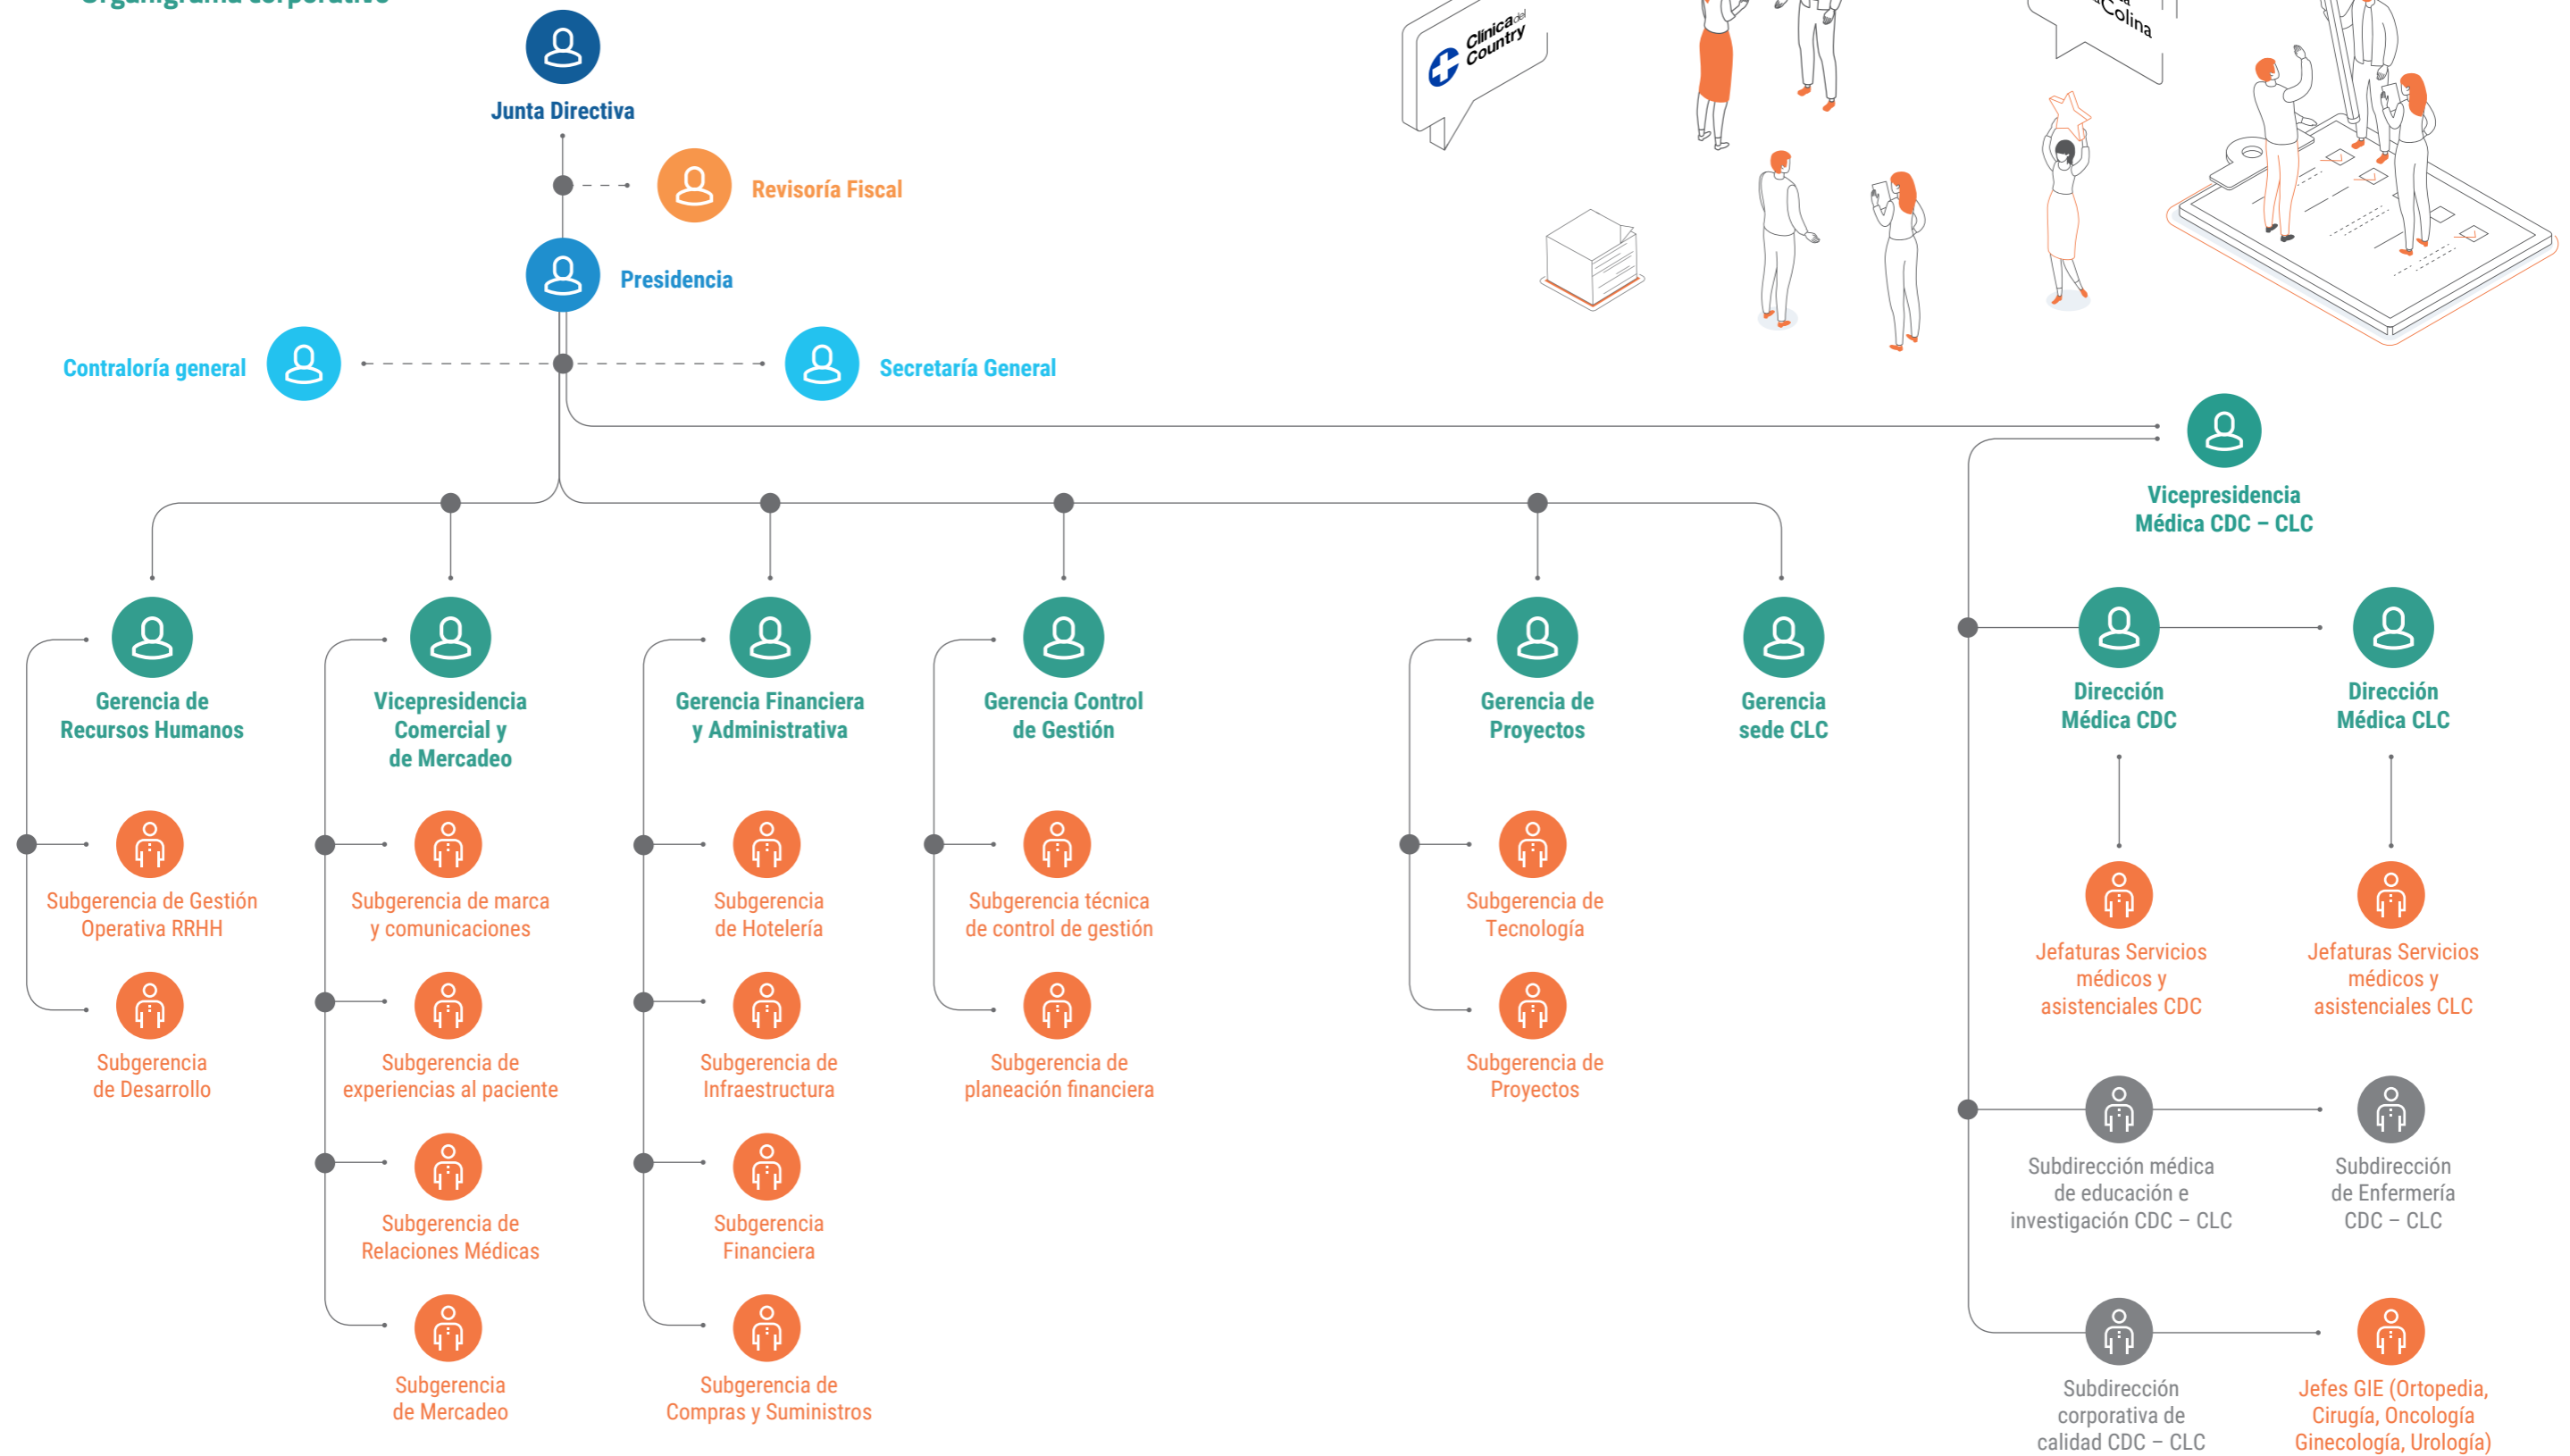 Organigrama corporativo
Clínica del
Country
Colina
Junta Directiva
Revisoría Fiscal
Presidencia
Contraloría general
Secretaría General
Vicepresidencia
Médica CDC – CLC
Gerencia de
Recursos Humanos
Vicepresidencia
Comercial y
de Mercadeo
Gerencia Financiera
y Administrativa
Gerencia Control
de Gestión
Gerencia de
Proyectos
Gerencia
sede CLC
Dirección
Médica CDC
Dirección
Médica CLC
Subgerencia de Gestión
Operativa RRHH
Subgerencia de marca
y comunicaciones
Subgerencia
de Hotelería
Subgerencia técnica
de control de gestión
Subgerencia de
Tecnología
Jefaturas Servicios
médicos y
asistenciales CDC
Jefaturas Servicios
médicos y
asistenciales CLC
Subgerencia
de Desarrollo
Subgerencia de
experiencias al paciente
Subgerencia de
Infraestructura
Subgerencia de
planeación financiera
Subgerencia de
Proyectos
Subdirección médica
de educación e
investigación CDC – CLC
Subdirección
de Enfermería
CDC – CLC
Subgerencia de
Relaciones Médicas
Subgerencia
Financiera
Subgerencia
de Mercadeo
Subgerencia de
Compras y Suministros
Subdirección
corporativa de
calidad CDC – CLC
Jefes GIE (Ortopedia,
Cirugía, Oncología
Ginecología, Urología)